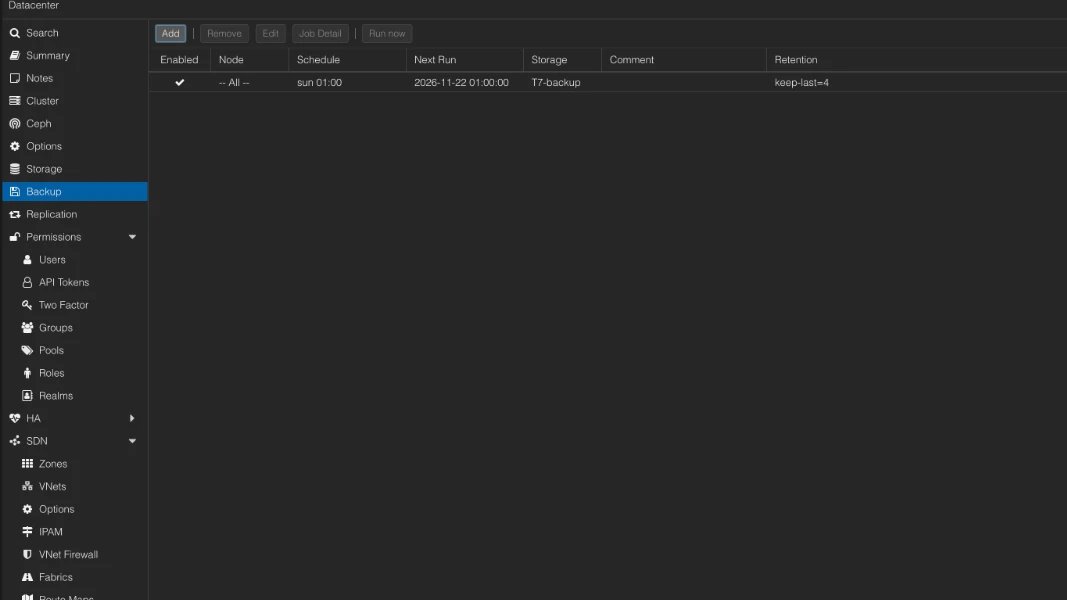 Datacenter
Search
Summary
Notes
Cluster
Ceph
Options
Storage
Backup
Replication
Permissions
Users
API Tokens
Two Factor
Groups
Pools
Roles
Realms
HA
SDN
Zones
VNets
Options
IPAM
VNet Firewall
Fabrics
Route Maps
Add | Remove Edit Job Detail | Run now
Enabled Node Schedule Next Run Storage Comment Retention
-- All -- sun 01:00 2026-11-22 01:00:00 T7-backup keep-last=4